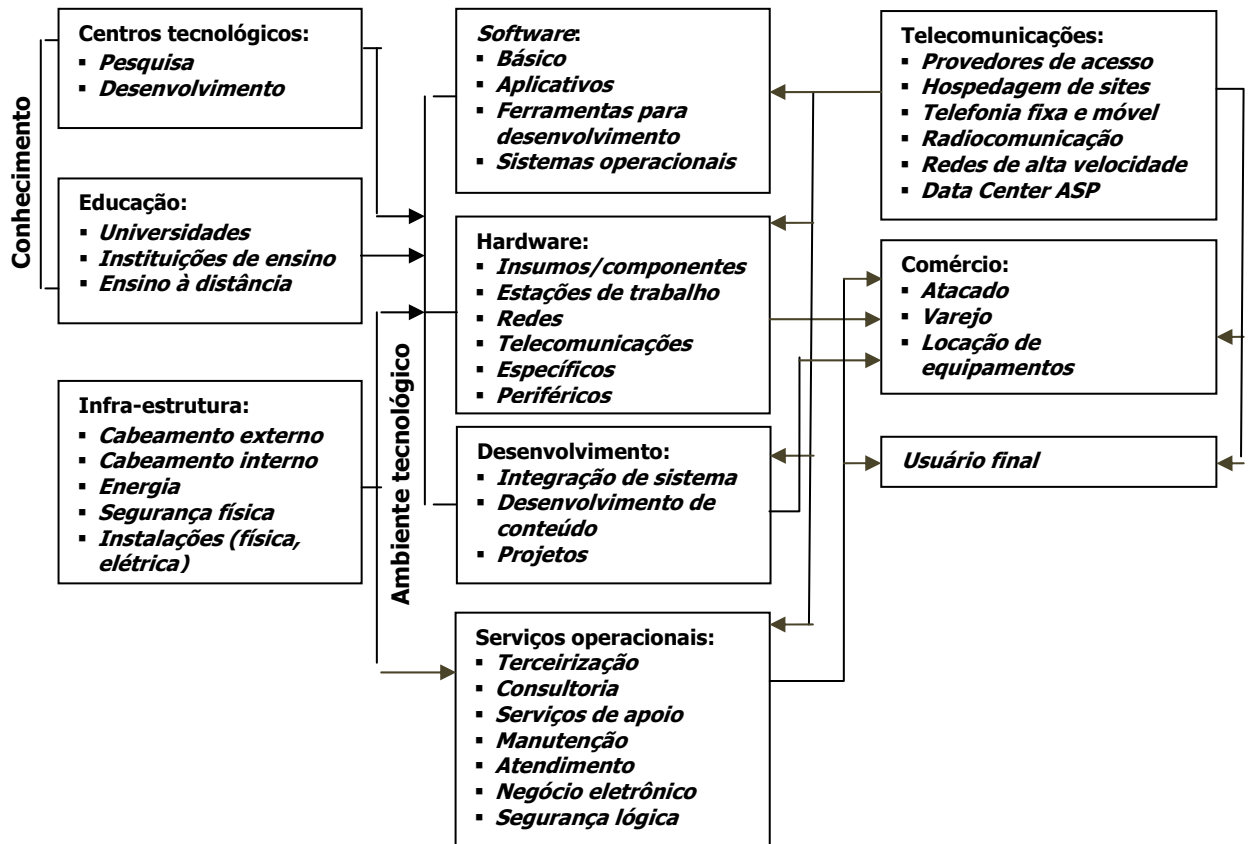 Conhecimento
Centros tecnológicos:
▪ Pesquisa
▪ Desenvolvimento
Educação:
▪ Universidades
▪ Instituições de ensino
▪ Ensino à distância
Infra-estrutura:
▪ Cabeamento externo
▪ Cabeamento interno
▪ Energia
▪ Segurança física
▪ Instalações (física,
elétrica)
Ambiente tecnológico
Software:
▪ Básico
▪ Aplicativos
▪ Ferramentas para
desenvolvimento
▪ Sistemas operacionais
Hardware:
▪ Insumos/componentes
▪ Estações de trabalho
▪ Redes
▪ Telecomunicações
▪ Específicos
▪ Periféricos
Desenvolvimento:
▪ Integração de sistema
▪ Desenvolvimento de
conteúdo
▪ Projetos
Serviços operacionais:
▪ Terceirização
▪ Consultoria
▪ Serviços de apoio
▪ Manutenção
▪ Atendimento
▪ Negócio eletrônico
▪ Segurança lógica
Telecomunicações:
▪ Provedores de acesso
▪ Hospedagem de sites
▪ Telefonia fixa e móvel
▪ Radiocomunicação
▪ Redes de alta velocidade
▪ Data Center ASP
Comércio:
▪ Atacado
▪ Varejo
▪ Locação de
equipamentos
Usuário final